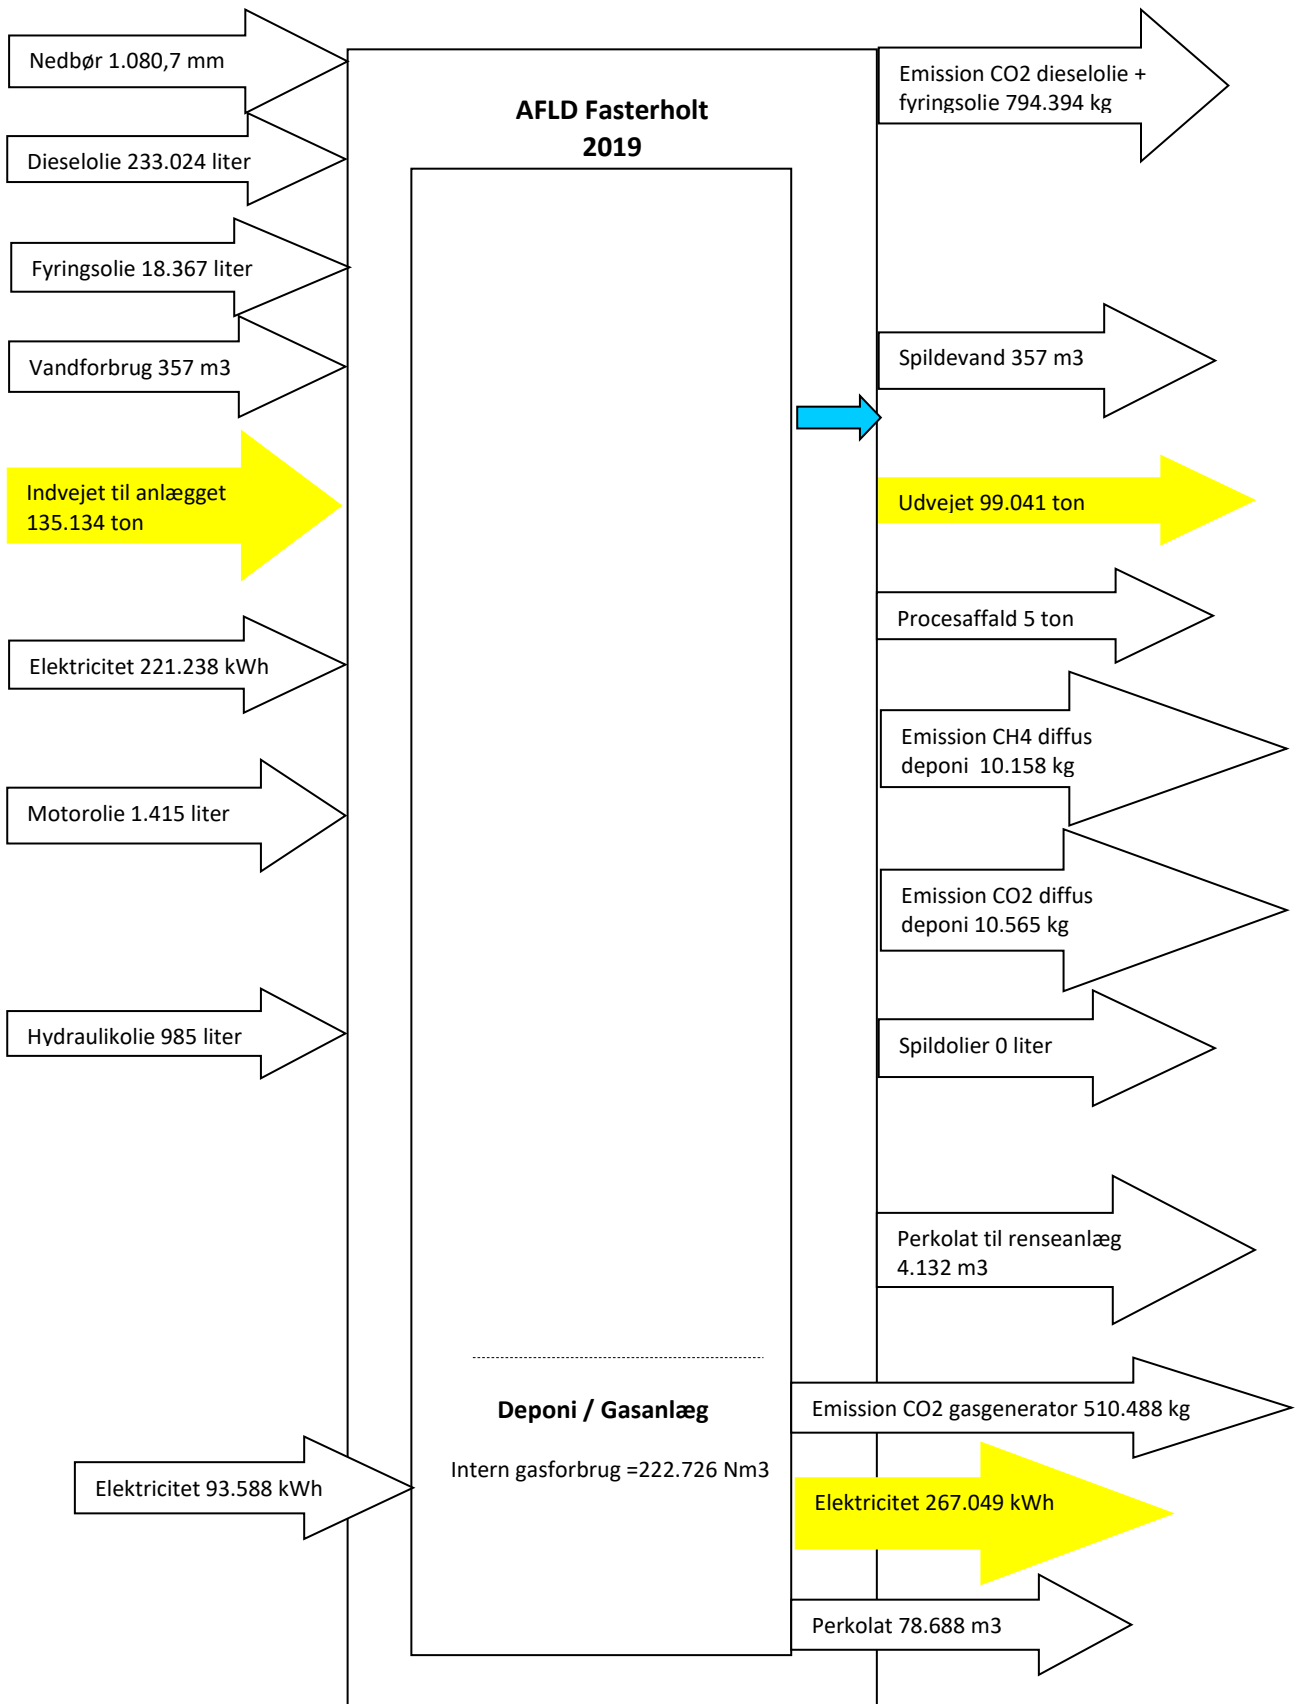 Nedbør 1.080,7 mm
Dieselolie 233.024 liter
Fyringsolie 18.367 liter
Vandforbrug 357 m3
Indvejet til anlægget
135.134 ton
Elektricitet 221.238 kWh
Motorolie 1.415 liter
Hydraulikolie 985 liter
Elektricitet 93.588 kWh
AFLD Fasterholt
2019
Deponi / Gasanlæg
Intern gasforbrug =222.726 Nm3
Emission CO2 dieselolie +
fyringsolie 794.394 kg
Spildevand 357 m3
Udvejet 99.041 ton
Procesaffald 5 ton
Emission CH4 diffus
deponi  10.158 kg
Emission CO2 diffus
deponi 10.565 kg
Spildolier 0 liter
Perkolat til renseanlæg
4.132 m3
Emission CO2 gasgenerator 510.488 kg
Elektricitet 267.049 kWh
Perkolat 78.688 m3